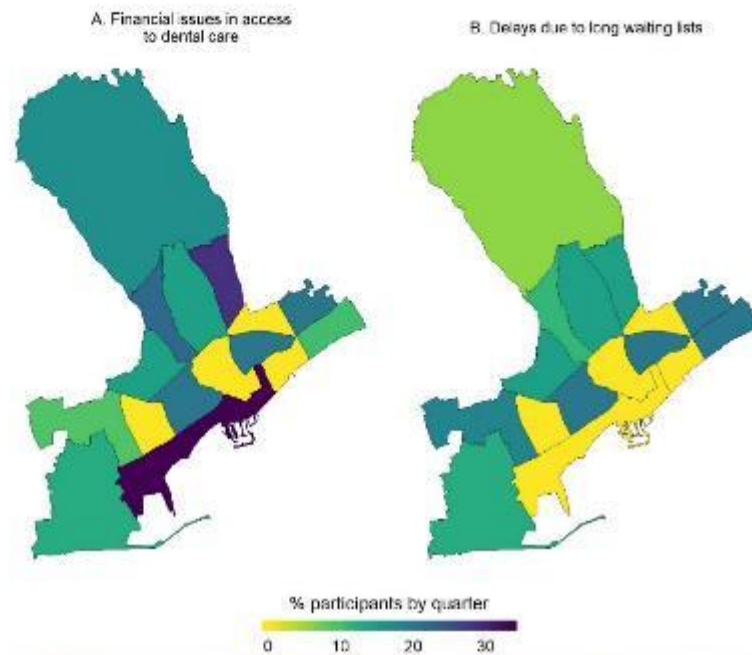 A. Financial issues in access
to dental care
B. Delays due to long waiting lists
% participants by quarter
0 10 20 30